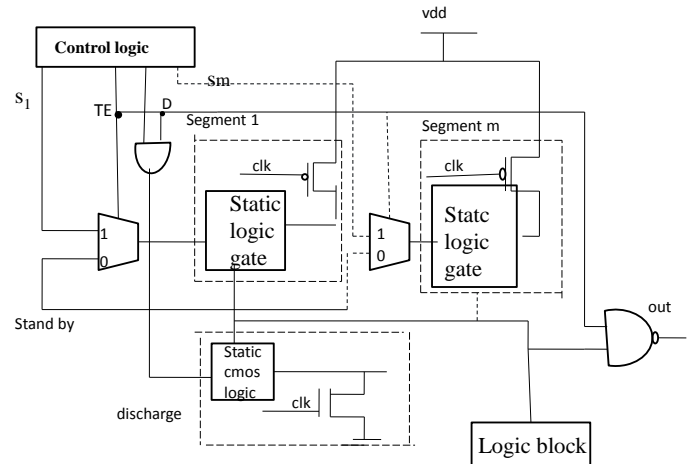 vdd
Control logic
sm
s1
TE
D
Segment 1
Segment m
clk
clk
Static
logic
gate
Statc
logic
gate
1
0
1
0
Stand by
out
Static
cmos
logic
clk
discharge
Logic block